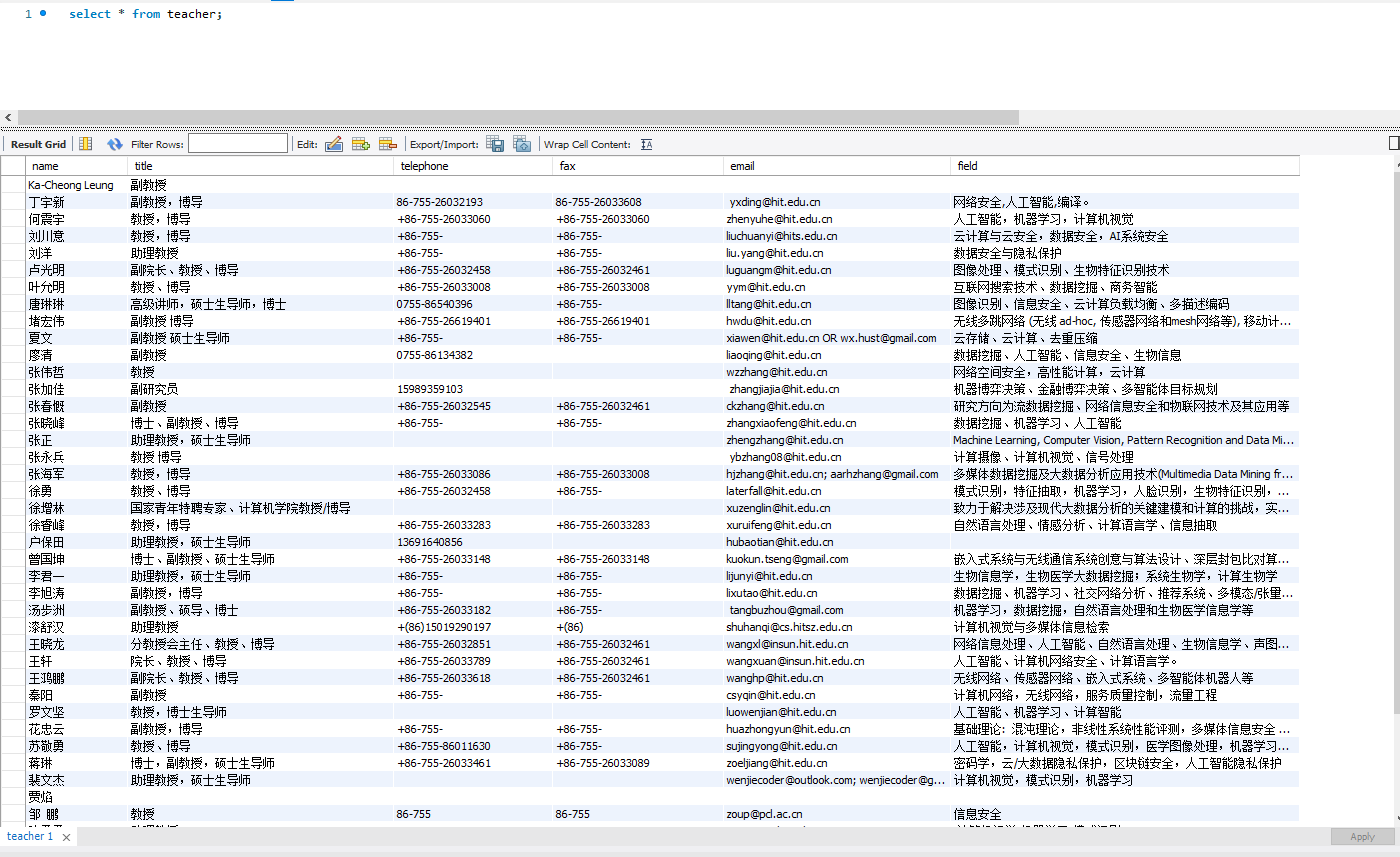 1 select * from teacher;
Result Grid Filter Rows: Edit: Export/Import: Wrap Cell Content:
name title telephone fax email field
Ka-Cheong Leung 副教授
丁宇新 副教授，博导 86-755-26032193 86-755-26033608 yxding@hit.edu.cn 网络安全,人工智能,编译。
何震宇 教授，博导 +86-755-26033060 +86-755-26033060 zhenyuhe@hit.edu.cn 人工智能，机器学习，计算机视觉
刘川意 教授，博导 +86-755- +86-755- liuchuanyi@hits.edu.cn 云计算与云安全，数据安全，AI系统安全
刘洋 助理教授 +86-755- +86-755- liu.yang@hit.edu.cn 数据安全与隐私保护
卢光明 副院长、教授、博导 +86-755-26032458 +86-755-26032461 luguangm@hit.edu.cn 图像处理、模式识别、生物特征识别技术
叶允明 教授、博导 +86-755-26033008 +86-755-26033008 yym@hit.edu.cn 互联网搜索技术、数据挖掘、商务智能
唐琳琳 高级讲师，硕士生导师，博士 0755-86540396 +86-755- lltang@hit.edu.cn 图像识别、信息安全、云计算负载均衡、多描述编码
堵宏伟 副教授 博导 +86-755-26619401 +86-755-26619401 hwdu@hit.edu.cn 无线多跳网络 (无线 ad-hoc, 传感器网络和mesh网络等), 移动计...
夏文 副教授 硕士生导师 +86-755- +86-755- xiawen@hit.edu.cn OR wx.hust@gmail.com 云存储、云计算、去重压缩
廖清 副教授 0755-86134382 liaoqing@hit.edu.cn 数据挖掘、人工智能、信息安全、生物信息
张伟哲 教授 wzzhang@hit.edu.cn 网络空间安全，高性能计算，云计算
张加佳 副研究员 15989359103 zhangjiajia@hit.edu.cn 机器博弈决策、金融博弈决策、多智能体目标规划
张春慨 副教授 +86-755-26032545 +86-755-26032461 ckzhang@hit.edu.cn 研究方向为流数据挖掘、网络信息安全和物联网技术及其应用等
张晓峰 博士、副教授、博导 +86-755- +86-755- zhangxiaofeng@hit.edu.cn 数据挖掘、机器学习、人工智能
张正 助理教授，硕士生导师 zhengzhang@hit.edu.cn Machine Learning, Computer Vision, Pattern Recognition and Data Mi...
张永兵 教授 博导 ybzhang08@hit.edu.cn 计算摄像、计算机视觉、信号处理
张海军 教授，博导 +86-755-26033086 +86-755-26033008 hjzhang@hit.edu.cn; aarhzhang@gmail.com 多媒体数据挖掘及大数据分析应用技术(Multimedia Data Mining fr...
徐勇 教授、博导 +86-755-26032458 +86-755- laterfall@hit.edu.cn 模式识别，特征抽取，机器学习，人脸识别，生物特征识别，...
徐增林 国家青年特聘专家、计算机学院教授/博导 xuzenglin@hit.edu.cn 致力于解决涉及现代大数据分析的关键建模和计算的挑战，实...
徐睿峰 教授，博导 +86-755-26033283 +86-755-26033283 xuruifeng@hit.edu.cn 自然语言处理、情感分析、计算语言学、信息抽取
户保田 助理教授，硕士生导师 13691640856 hubaotian@hit.edu.cn
曾国坤 博士、副教授、硕士生导师 +86-755-26033148 +86-755-26033148 kuokun.tseng@gmail.com 嵌入式系统与无线通信系统创意与算法设计、深层封包比对算...
李君一 助理教授，硕士生导师 +86-755- +86-755- lijunyi@hit.edu.cn 生物信息学，生物医学大数据挖掘；系统生物学，计算生物学
李旭涛 副教授，博导 +86-755- +86-755- lixutao@hit.edu.cn 数据挖掘、机器学习、社交网络分析、推荐系统、多模态/张量...
汤步洲 副教授、硕导、博士 +86-755-26033182 +86-755- tangbuzhou@gmail.com 机器学习，数据挖掘，自然语言处理和生物医学信息学等
漆舒汉 助理教授 +(86)15019290197 +(86) shuhanqi@cs.hitsz.edu.cn 计算机视觉与多媒体信息检索
王晓龙 分教授会主任、教授、博导 +86-755-26032851 +86-755-26032461 wangxl@insun.hit.edu.cn 网络信息处理、人工智能、自然语言处理、生物信息学、声图...
王轩 院长、教授、博导 +86-755-26033789 +86-755-26032461 wangxuan@insun.hit.edu.cn 人工智能、计算机网络安全、计算语言学。
王鸿鹏 副院长、教授、博导 +86-755-26033618 +86-755-26032461 wanghp@hit.edu.cn 无线网络、传感器网络、嵌入式系统、多智能体机器人等
秦阳 副教授 +86-755- +86-755- csyqin@hit.edu.cn 计算机网络，无线网络，服务质量控制，流量工程
罗文坚 教授，博士生导师 luowenjian@hit.edu.cn 人工智能、机器学习、计算智能
花忠云 副教授，博导 +86-755- +86-755- huazhongyun@hit.edu.cn 基础理论: 混沌理论，非线性系统性能评测，多媒体信息安全 ...
苏敬勇 教授、博导 +86-755-86011630 +86-755- sujingyong@hit.edu.cn 人工智能，计算机视觉，模式识别，医学图像处理，机器学习...
蒋琳 博士，副教授，硕士生导师 +86-755-26033461 +86-755-26033089 zoeljiang@hit.edu.cn 密码学，云/大数据隐私保护，区块链安全，人工智能隐私保护
裴文杰 助理教授，硕士生导师 wenjiecoder@outlook.com; wenjiecoder@g... 计算机视觉，模式识别，机器学习
贾焰
邹 鹏 教授 86-755 86-755 zoup@pcl.ac.cn 信息安全
teacher 1 Apply